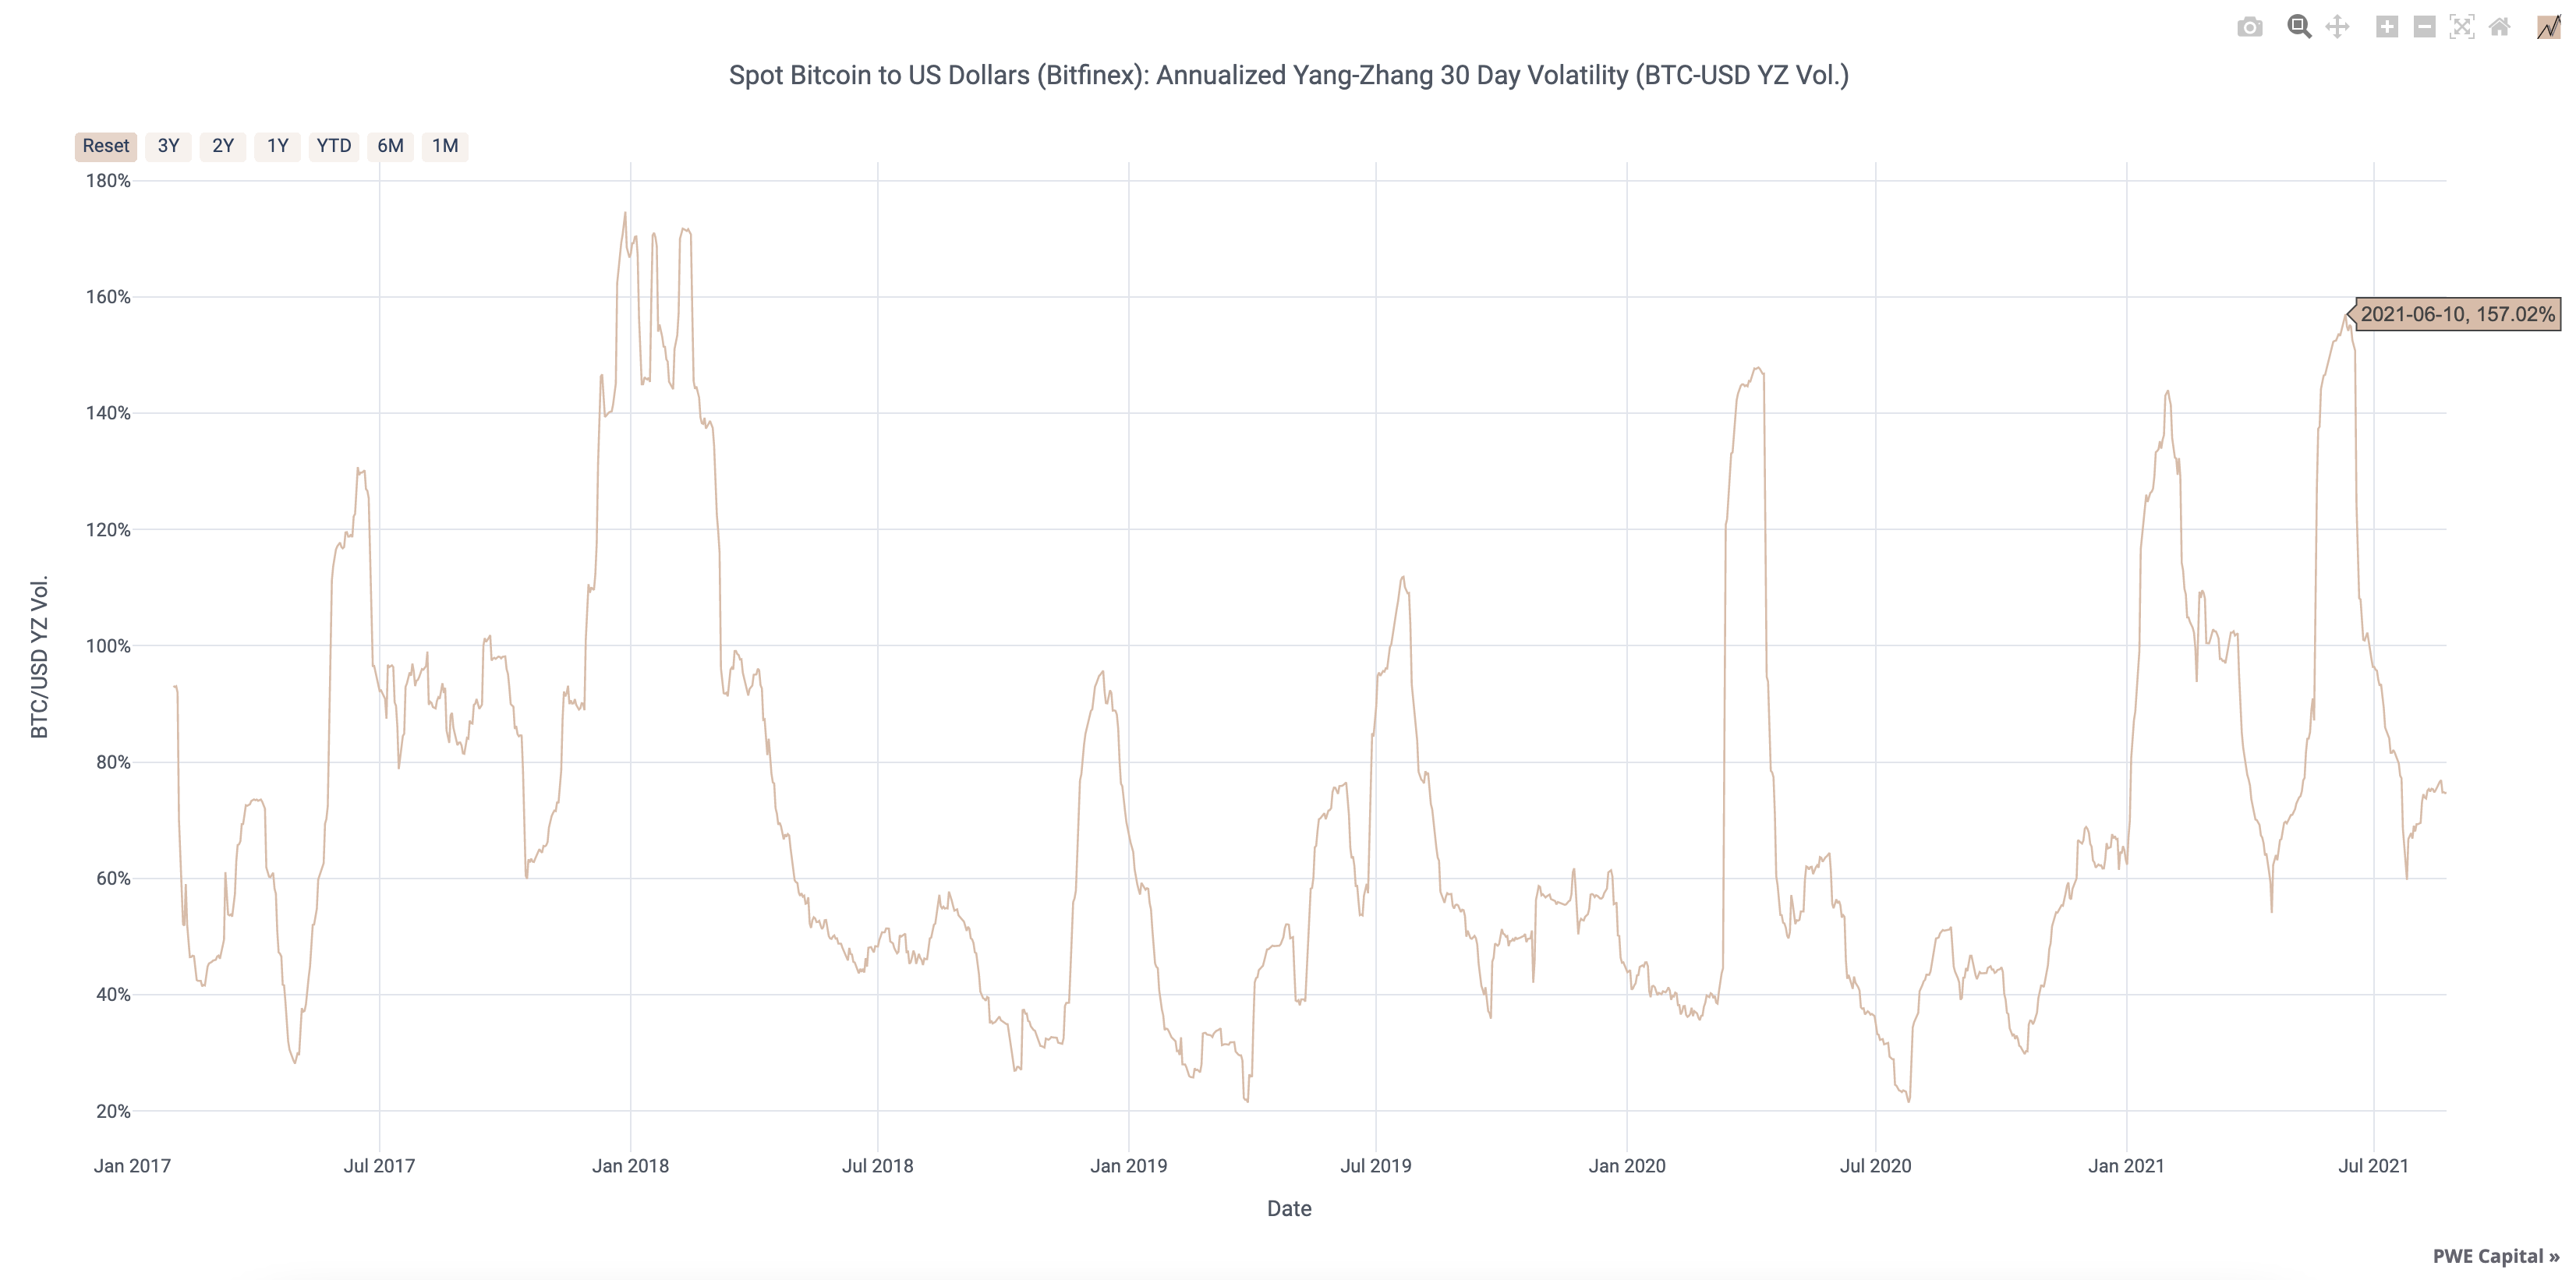 Spot Bitcoin to US Dollars (Bitfinex): Annualized Yang-Zhang 30 Day Volatility (BTC-USD YZ Vol.)
Reset 3Y 2Y 1Y YTD 6M 1M
180%
160%
2021-06-10, 157.02%
140%
120%
100%
80%
60%
40%
20%
BTC/USD YZ Vol.
Jan 2017 Jul 2017 Jan 2018 Jul 2018 Jan 2019 Jul 2019 Jan 2020 Jul 2020 Jan 2021 Jul 2021
Date
PWE Capital »